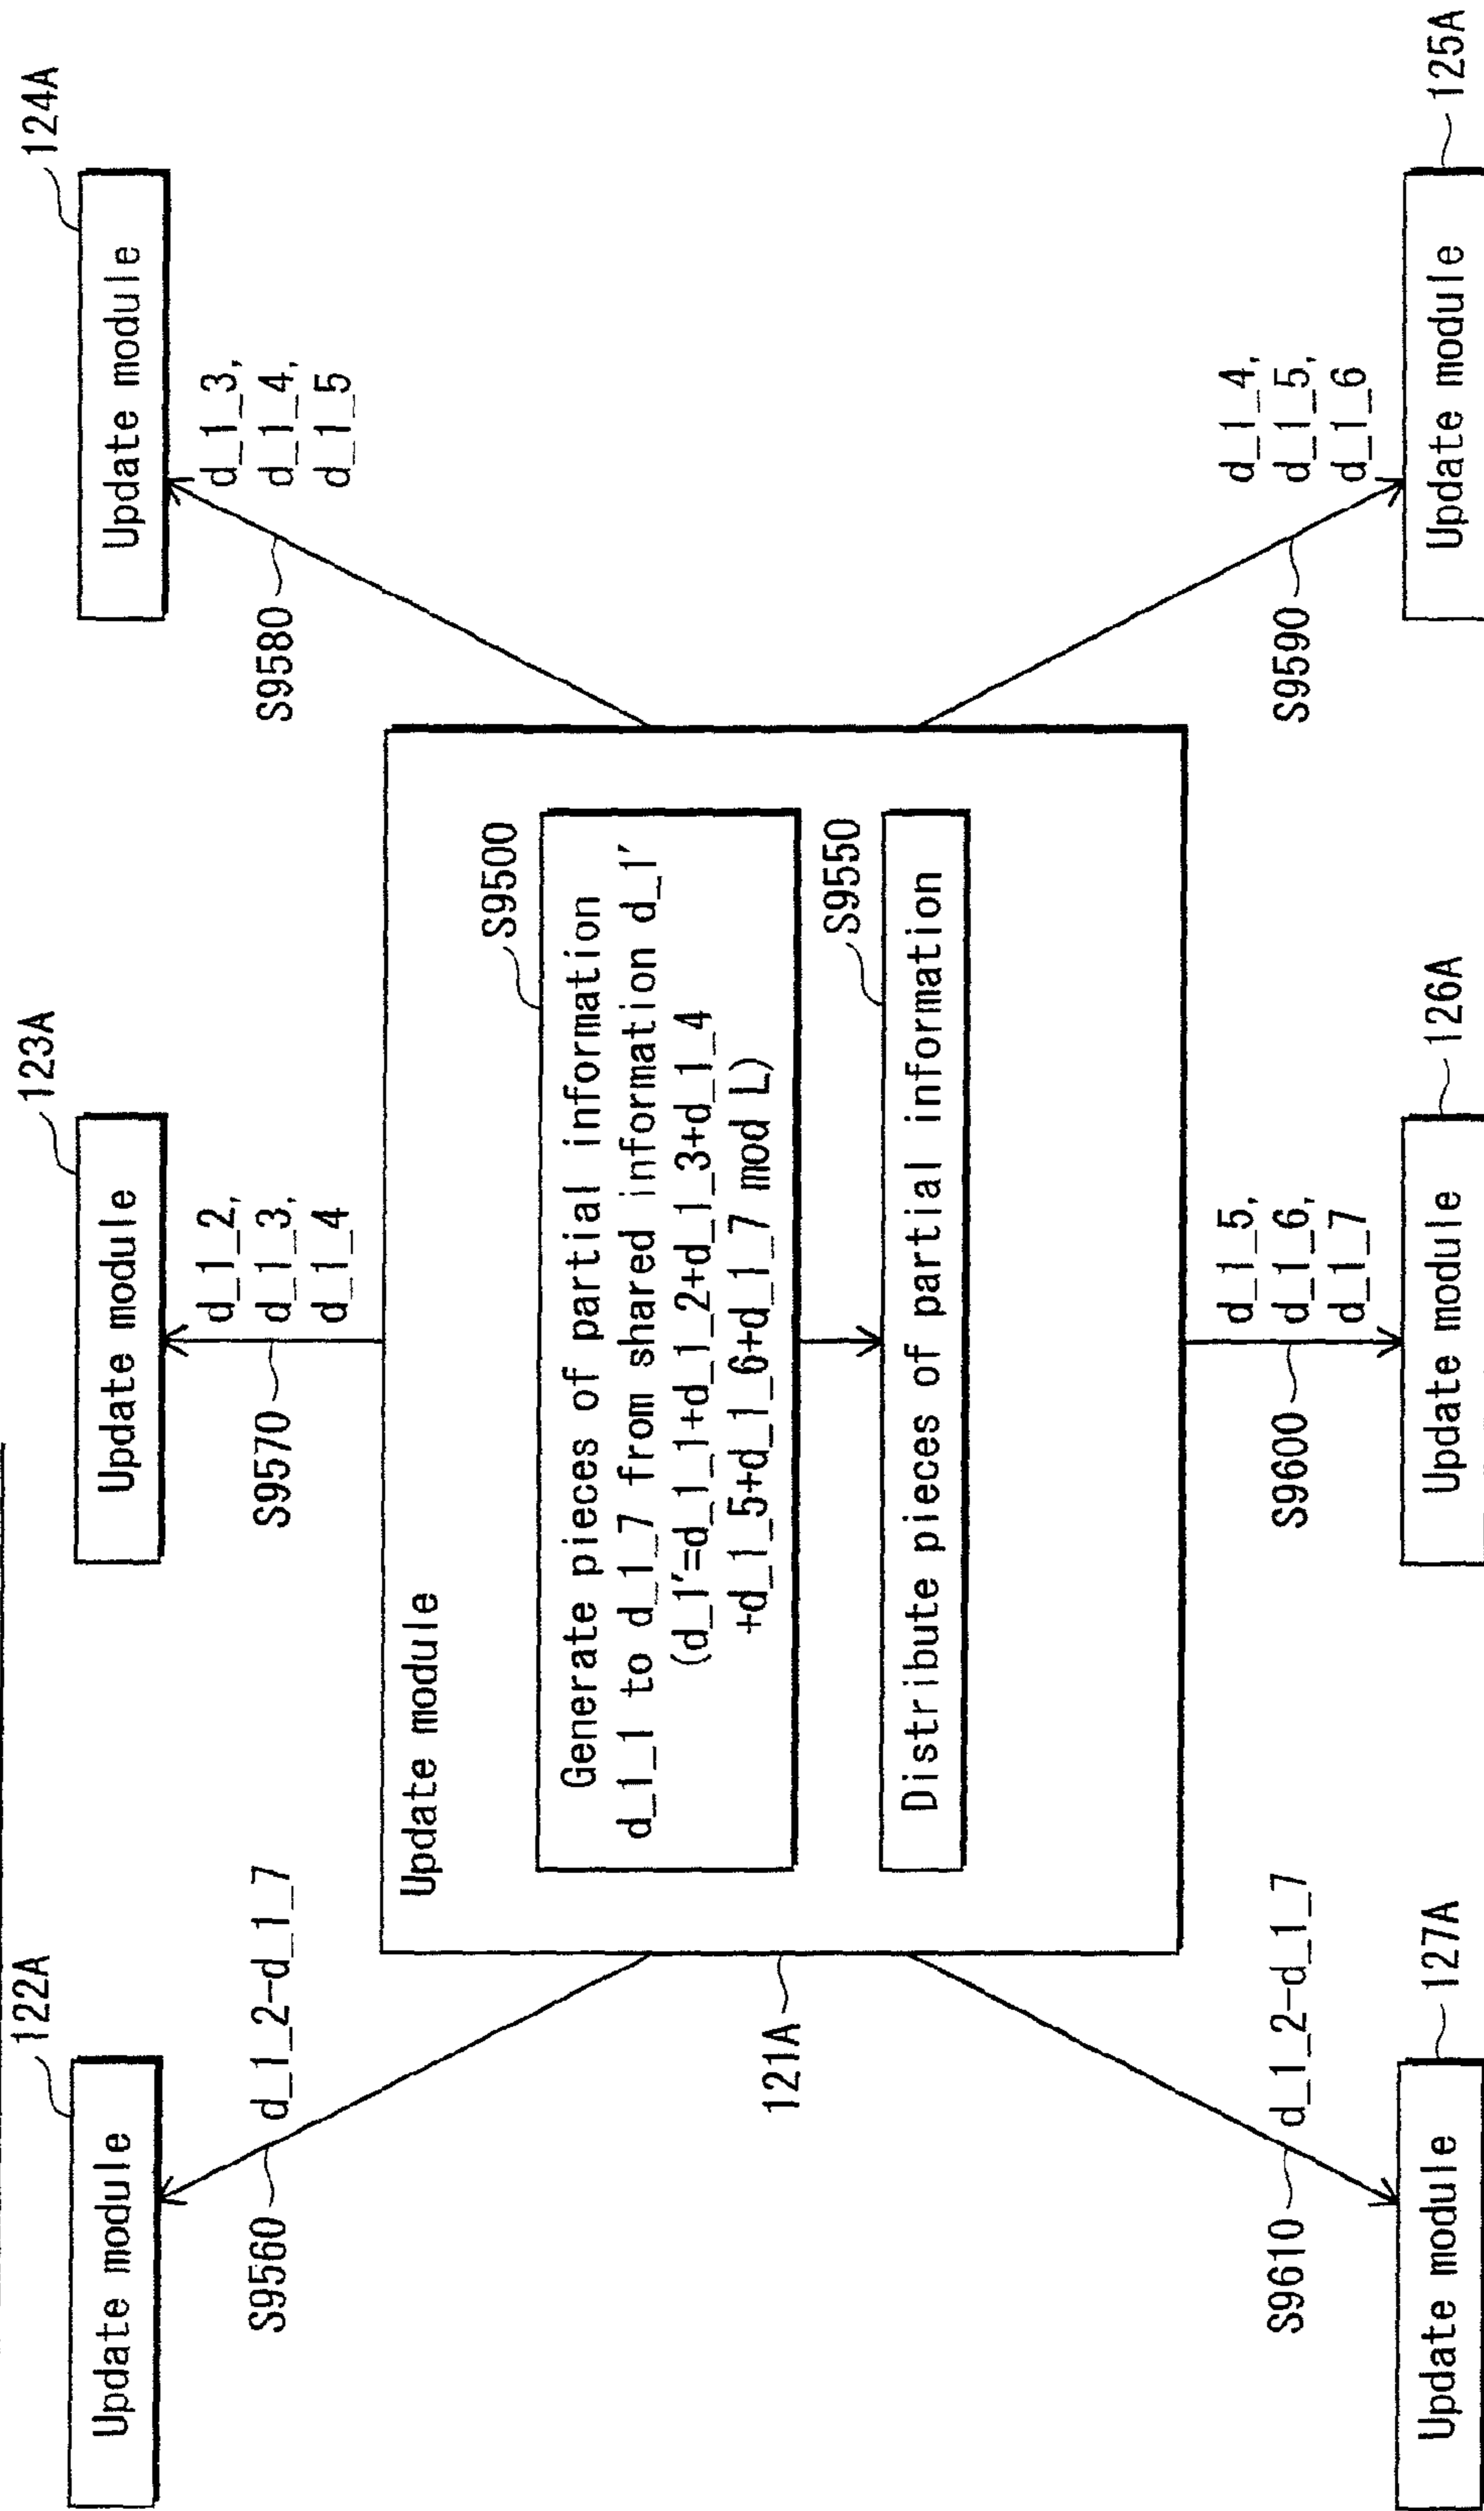 122A
123A
124A
Update module
Update module
Update module
S9560
d_1_2-d_1_7
S9570
d_1_2,
d_1_3,
d_1_4
S9580
d_1_3,
d_1_4,
d_1_5
Update module
S9500
Generate pieces of partial information
d_1_1 to d_1_7 from shared information d_1'
(d_1'=d_1_1+d_1_2+d_1_3+d_1_4
+d_1_5+d_1_6+d_1_7 mod L)
S9550
Distribute pieces of partial information
121A
S9610
d_1_2-d_1_7
S9600
d_1_5,
d_1_6,
d_1_7
S9590
d_1_4,
d_1_5,
d_1_6
127A
126A
125A
Update module
Update module
Update module